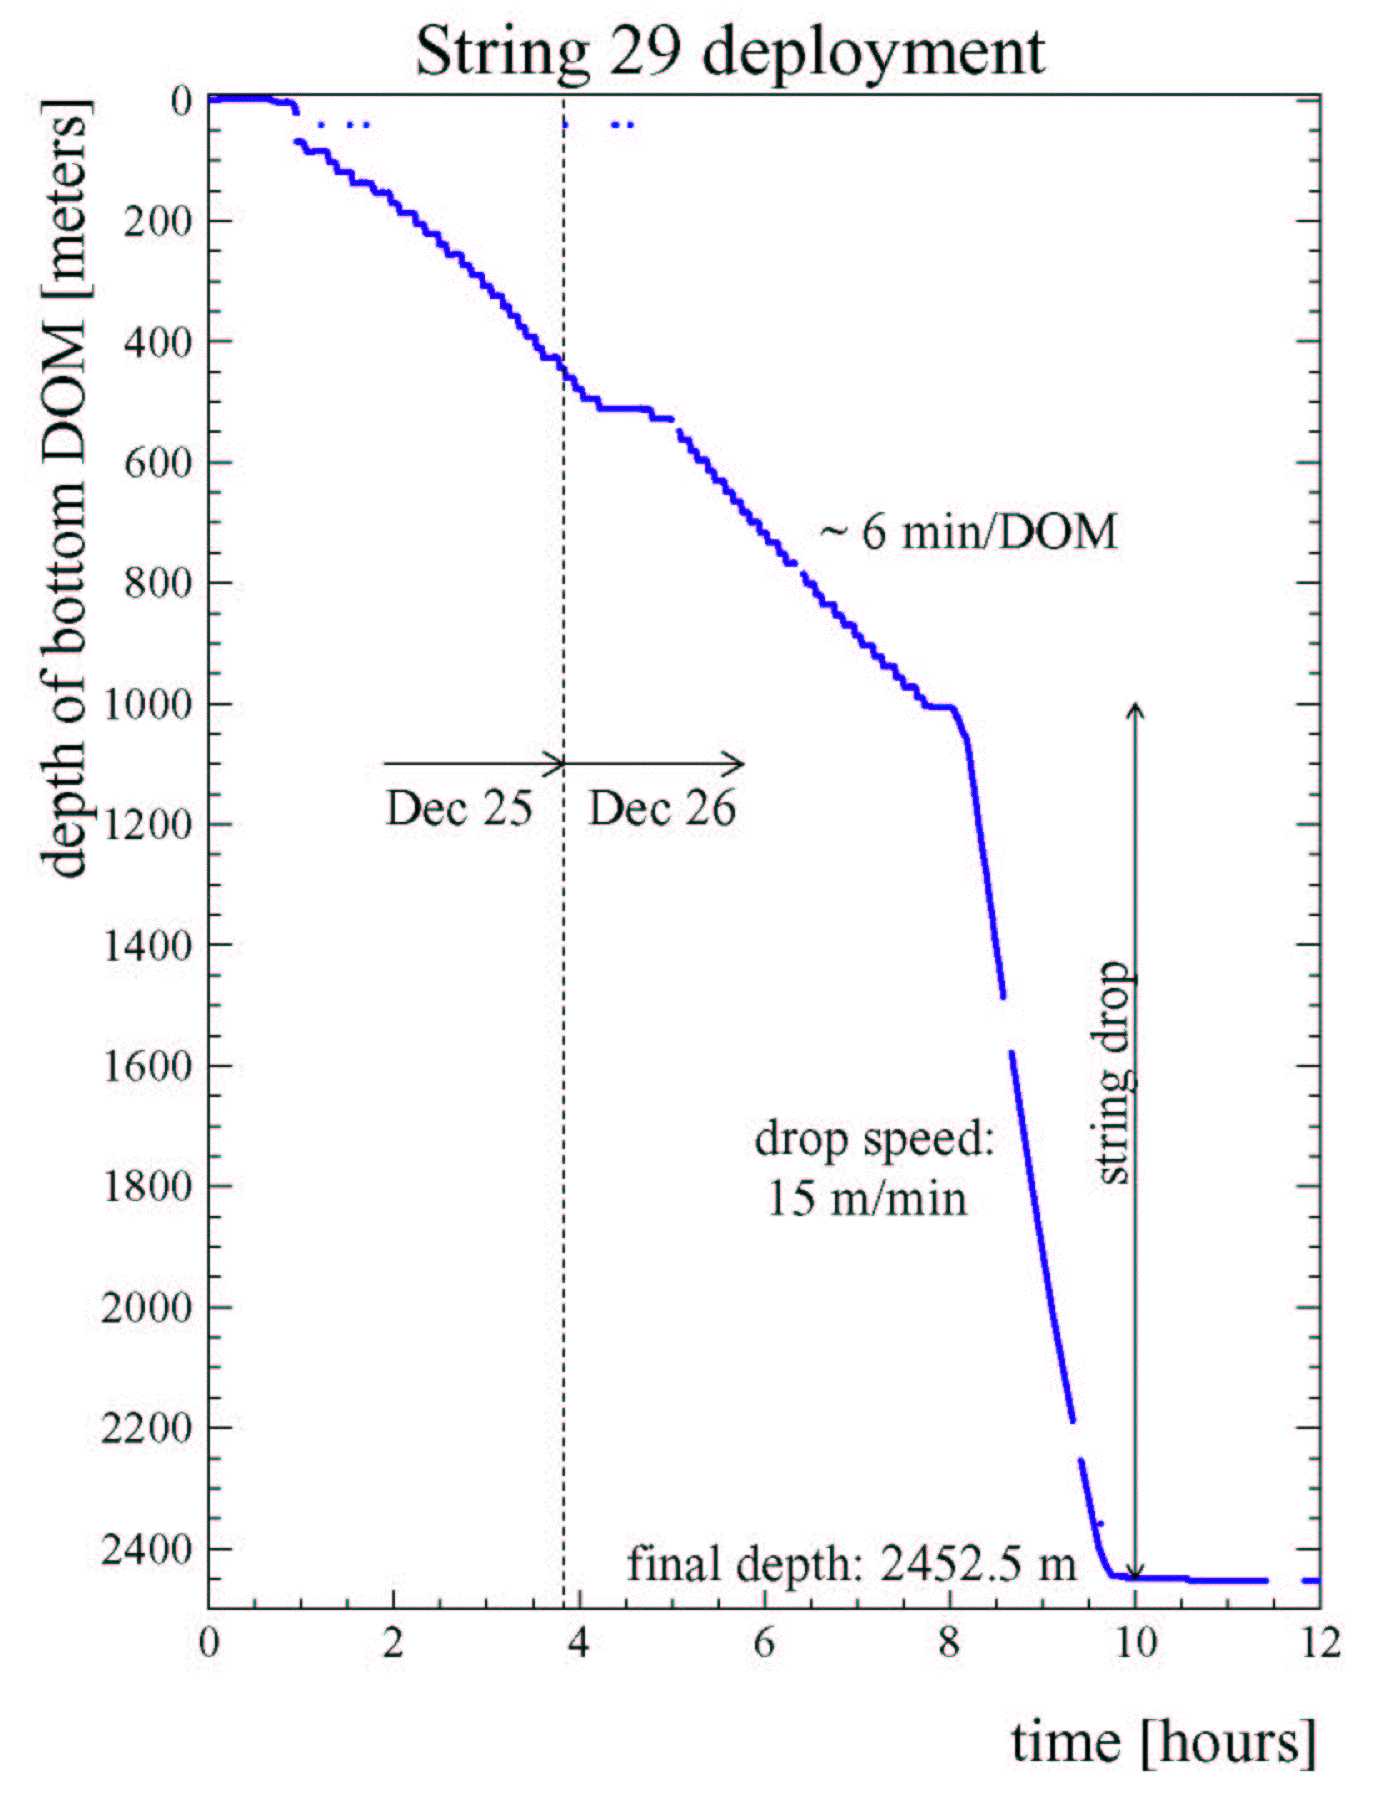 String 29 deployment
depth of bottom DOM [meters]
0
200
400
600
800
1000
1200
1400
1600
1800
2000
2200
2400
~ 6 min/DOM
Dec 25
Dec 26
string drop
drop speed:
15 m/min
final depth: 2452.5 m
0
2
4
6
8
10
12
time [hours]